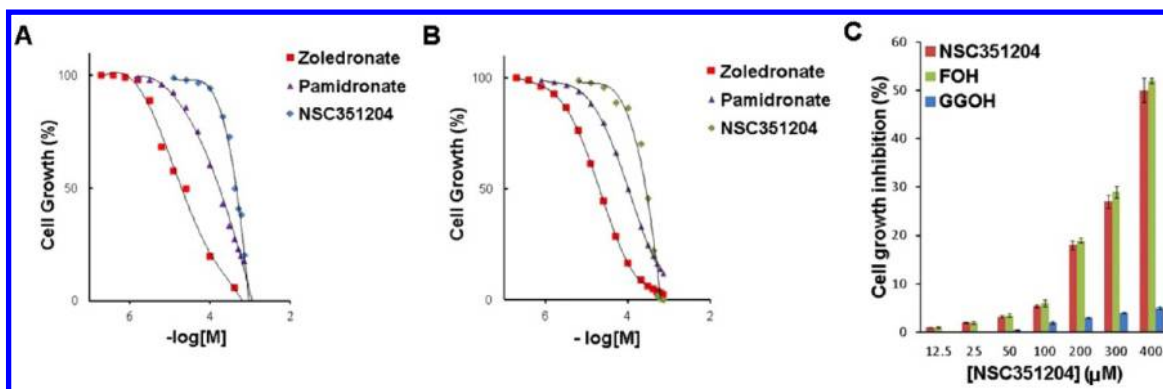 A
Zoledronate
Pamidronate
NSC351204
Cell Growth (%)
100
50
0
6
4
2
-log[M]
B
Zoledronate
Pamidronate
NSC351204
Cell Growth (%)
100
50
0
6
4
2
- log[M]
C
NSC351204
FOH
GGOH
Cell growth inhibition (%)
60
50
40
30
20
10
0
12.5 25 50 100 200 300 400
[NSC351204] (μM)